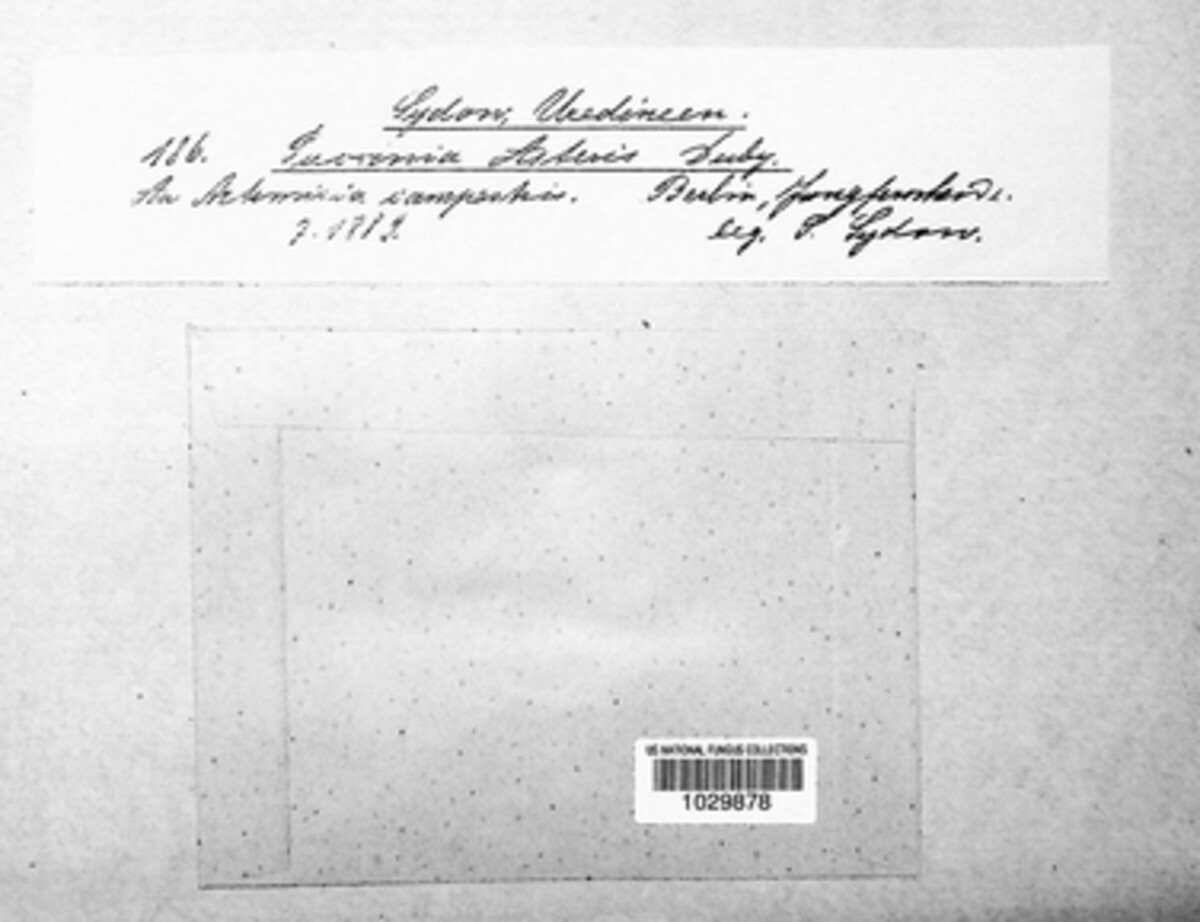 Sydow, Uredineen.
186. Puccinia Asteris Duby.
An Artemisia campestris. Berlin, Jungfernheide.
7. 1889. leg. P. Sydow.
US NATIONAL FUNGUS COLLECTIONS
1029878